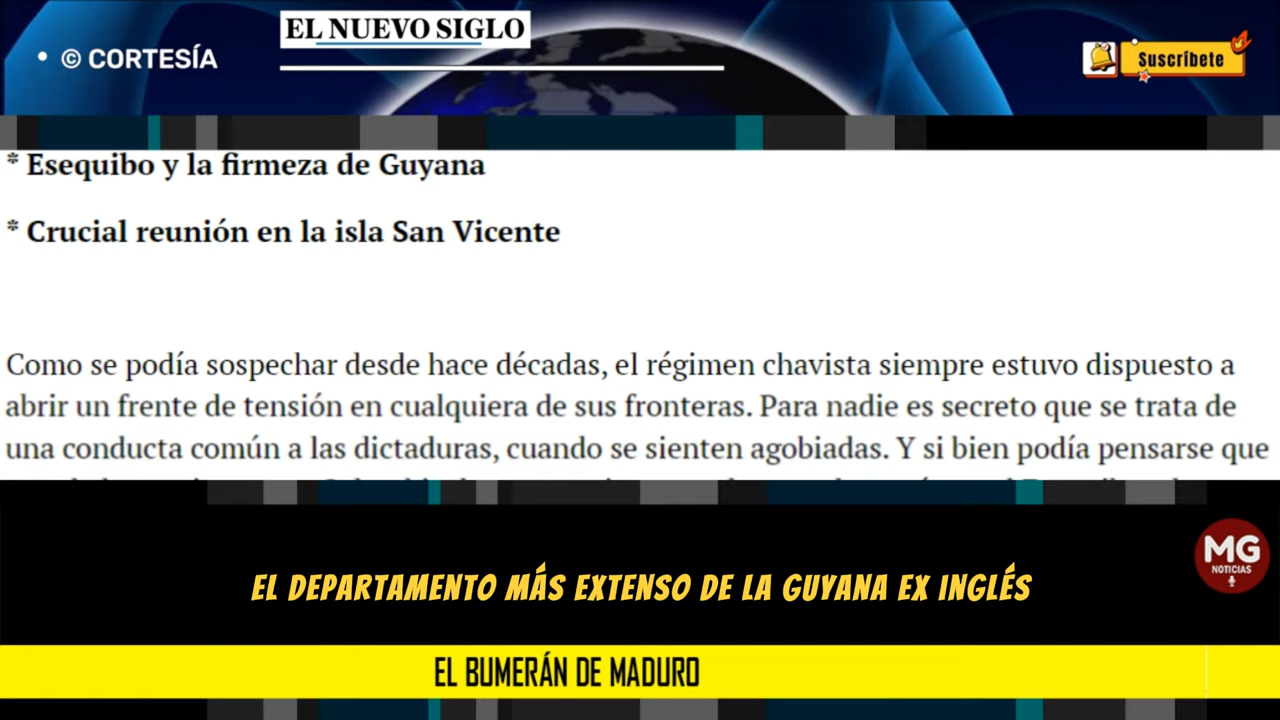 EL NUEVO SIGLO
• © CORTESÍA
Suscríbete
* Esequibo y la firmeza de Guyana
* Crucial reunión en la isla San Vicente
Como se podía sospechar desde hace décadas, el régimen chavista siempre estuvo dispuesto a
abrir un frente de tensión en cualquiera de sus fronteras. Para nadie es secreto que se trata de
una conducta común a las dictaduras, cuando se sienten agobiadas. Y si bien podía pensarse que
MG
NOTICIAS
EL DEPARTAMENTO MÁS EXTENSO DE LA GUYANA EX INGLÉS
EL BUMERÁN DE MADURO